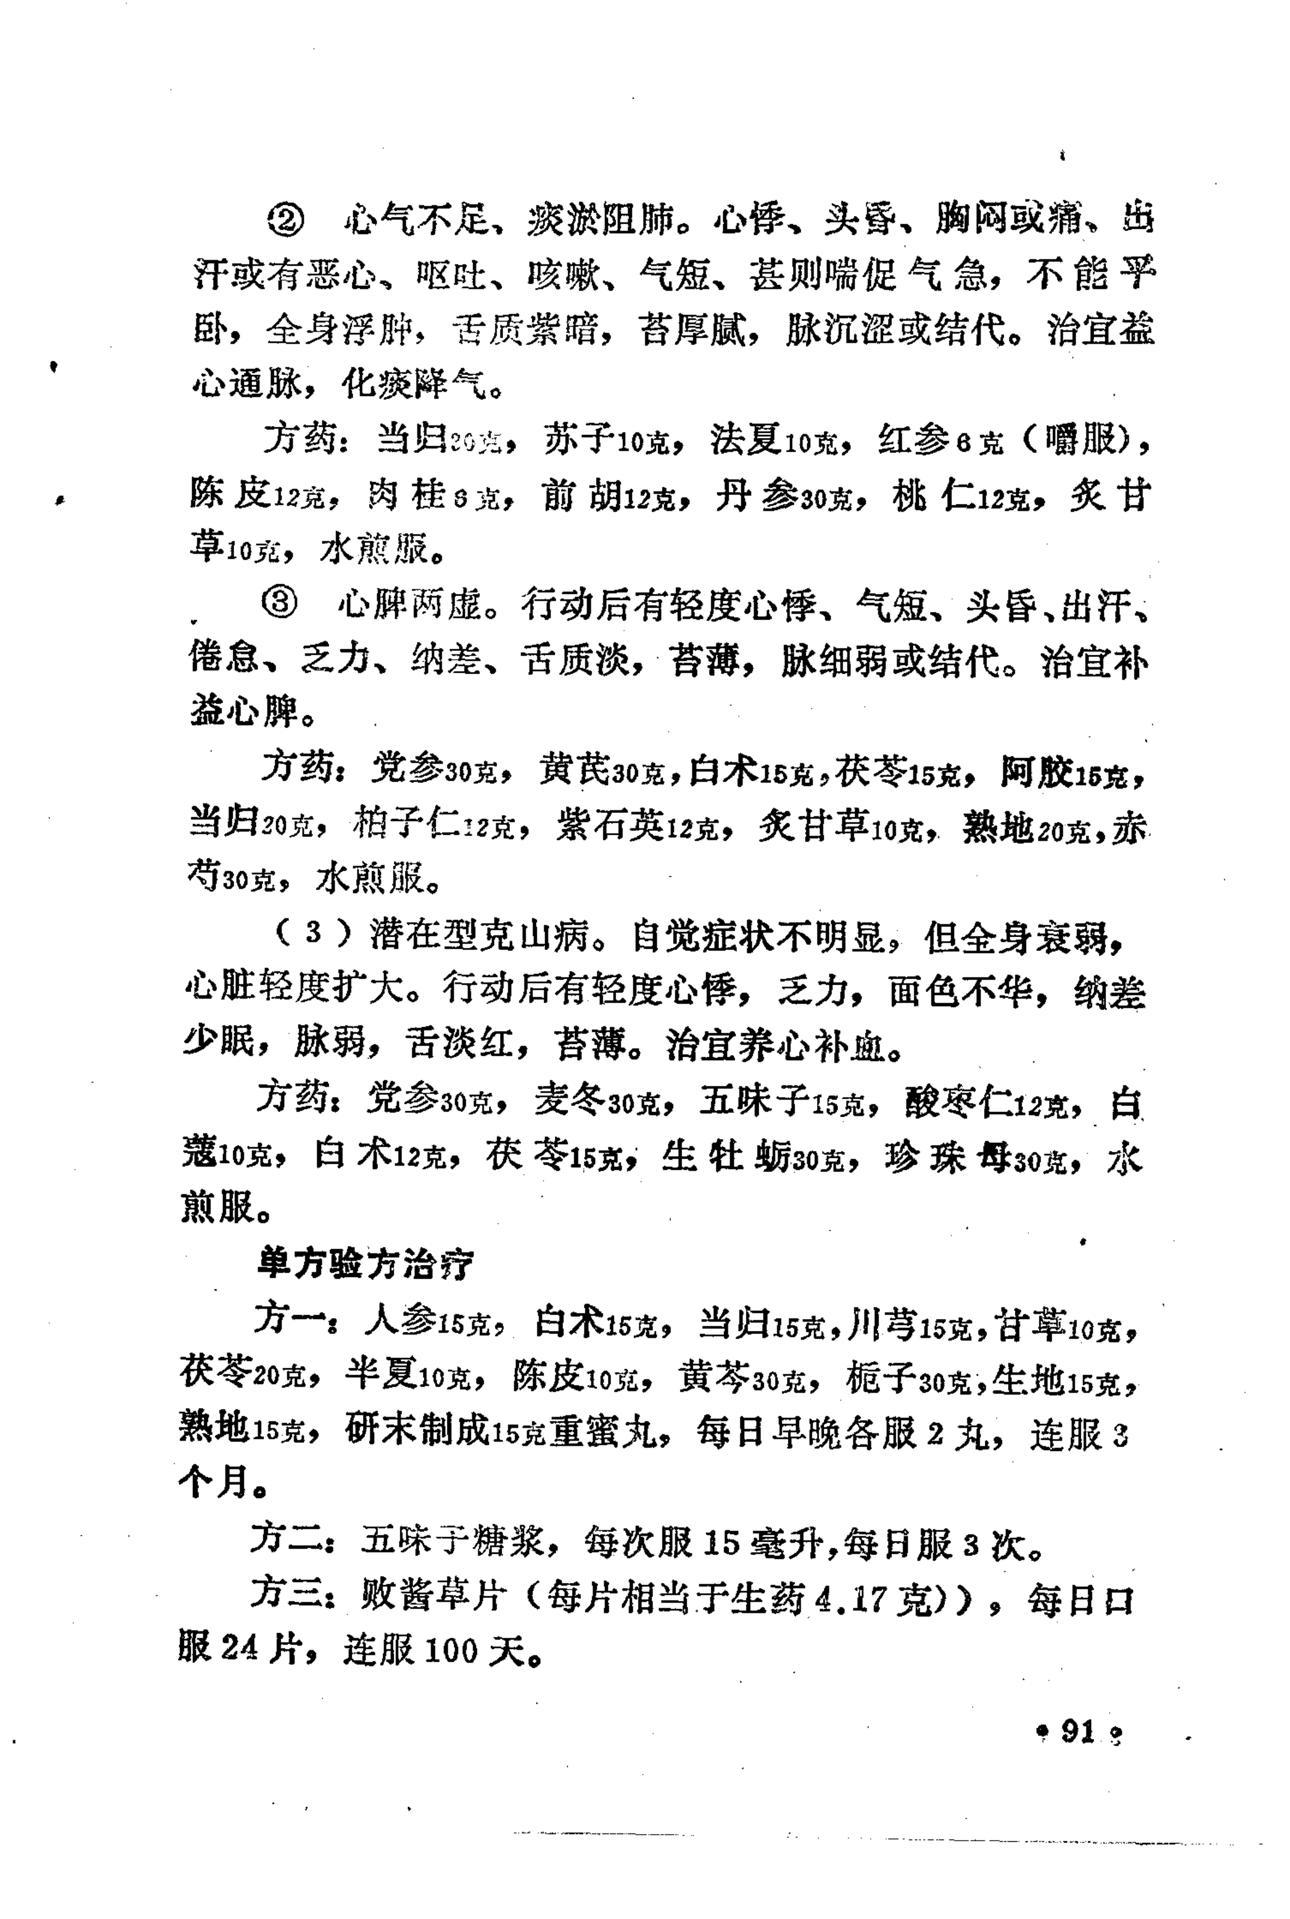 ② 心气不足、痰淤阻肺。心悸、头昏、胸闷或痛、出
汗或有恶心、呕吐、咳嗽、气短、甚则喘促气急，不能平
卧，全身浮肿，舌质紫暗，苔厚腻，脉沉涩或结代。治宜益
心通脉，化痰降气。
方药：当归20克，苏子10克，法夏10克，红参6克（嚼服），
陈皮12克，肉桂6克，前胡12克，丹参30克，桃仁12克，炙甘
草10克，水煎服。
③ 心脾两虚。行动后有轻度心悸、气短、头昏、出汗、
倦怠、乏力、纳差、舌质淡，苔薄，脉细弱或结代。治宜补
益心脾。
方药：党参30克，黄芪30克，白术15克，茯苓15克，阿胶15克，
当归20克，柏子仁12克，紫石英12克，炙甘草10克，熟地20克，赤
芍30克，水煎服。
（3）潜在型克山病。自觉症状不明显，但全身衰弱，
心脏轻度扩大。行动后有轻度心悸，乏力，面色不华，纳差
少眠，脉弱，舌淡红，苔薄。治宜养心补血。
方药：党参30克，麦冬30克，五味子15克，酸枣仁12克，白
蔻10克，白术12克，茯苓15克，生牡蛎30克，珍珠母30克，水
煎服。
单方验方治疗
方一：人参15克，白术15克，当归15克，川芎15克，甘草10克，
茯苓20克，半夏10克，陈皮10克，黄芩30克，栀子30克，生地15克，
熟地15克，研末制成15克重蜜丸，每日早晚各服2丸，连服3
个月。
方二：五味子糖浆，每次服15毫升，每日服3次。
方三：败酱草片（每片相当于生药4.17克)），每日口
服24片，连服100天。
•91•